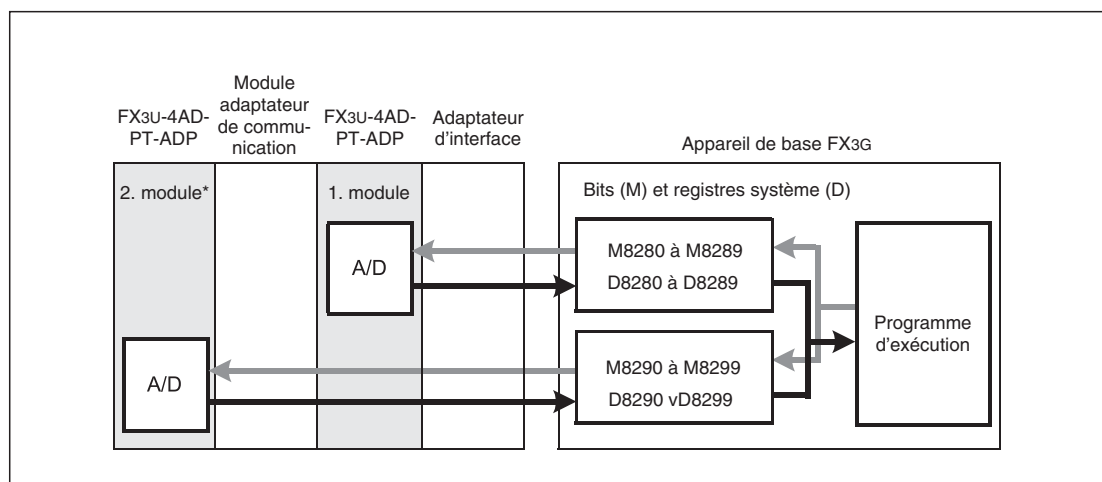 FX3U-4AD-
PT-ADP
Module
adaptateur
de commu-
nication
FX3U-4AD-
PT-ADP
Adaptateur
d'interface
Appareil de base FX3G
2. module*
1. module
Bits (M) et registres système (D)
A/D
M8280 à M8289
D8280 à D8289
Programme
d'exécution
A/D
M8290 à M8299
D8290 vD8299